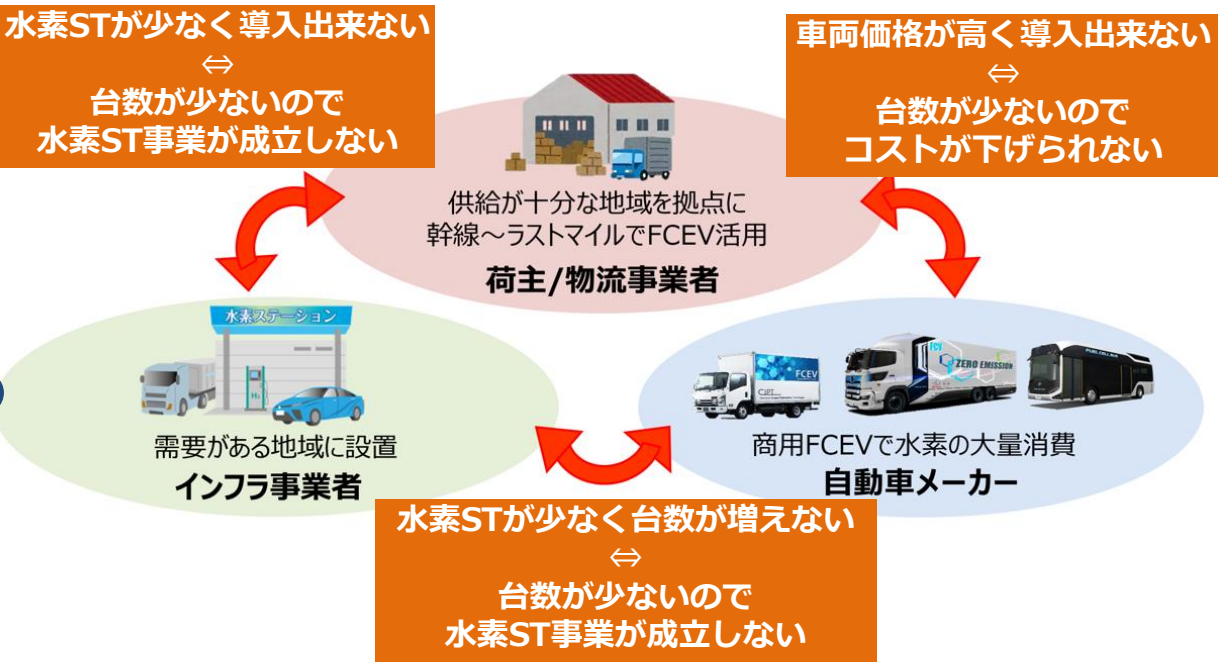 水素STが少なく導入出来ない
⇔
台数が少ないので
水素ST事業が成立しない
車両価格が高く導入出来ない
⇔
台数が少ないので
コストが下げられない
供給が十分な地域を拠点に
幹線～ラストマイルでFCEV活用
荷主/物流事業者
水素ステーション
H₂
需要がある地域に設置
インフラ事業者
FCEV
CJPT
FCV
ZERO EMISSION
FUEL CELL BUS
商用FCEVで水素の大量消費
自動車メーカー
水素STが少なく台数が増えない
⇔
台数が少ないので
水素ST事業が成立しない